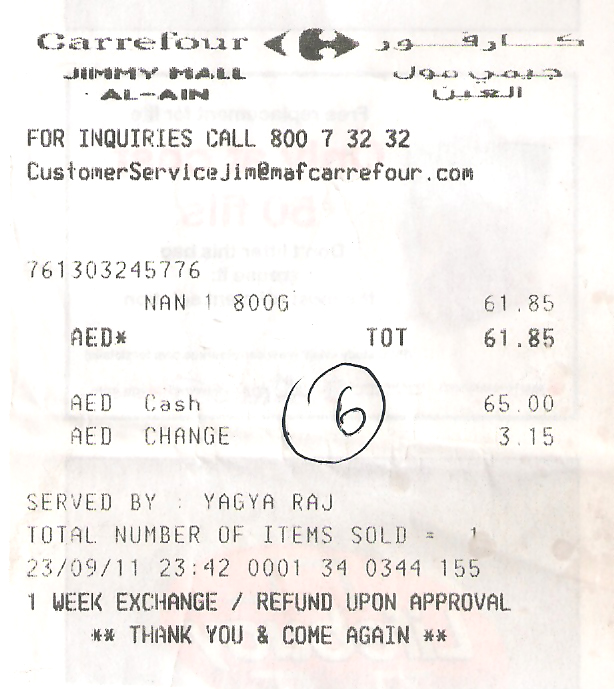 Carrefour كارفور
JIMMY MALL جيمي مول
AL-AIN العين
FOR INQUIRIES CALL 800 7 32 32
CustomerServiceJim@mafcarrefour.com
761303245776
NAN 1 800G 61.85
AED* TOT 61.85
6
AED Cash 65.00
AED CHANGE 3.15
SERVED BY : YAGYA RAJ
TOTAL NUMBER OF ITEMS SOLD = 1
23/09/11 23:42 0001 34 0344 155
1 WEEK EXCHANGE / REFUND UPON APPROVAL
** THANK YOU & COME AGAIN **